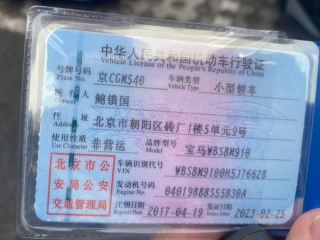 中华人民共和国机动车行驶证
Vehicle License of the People's Republic of China
号牌号码 京CGM540 车辆类型 小型轿车
Plate No. Vehicle Type
所有人 鲍镇国
Owner
住址 北京市朝阳区砖厂1楼5单元9号
Address
使用性质 非营运 品牌型号 宝马WBS8M910
Use Character Model
北京市公 车辆识别代号 WBS8M9100H5J76628
VIN
安局公安 发动机号码 04019888S55B30A
Engine No.
交通管理局 注册日期 2017-04-19 发证日期 2023-02-25
Register Date Issue Date